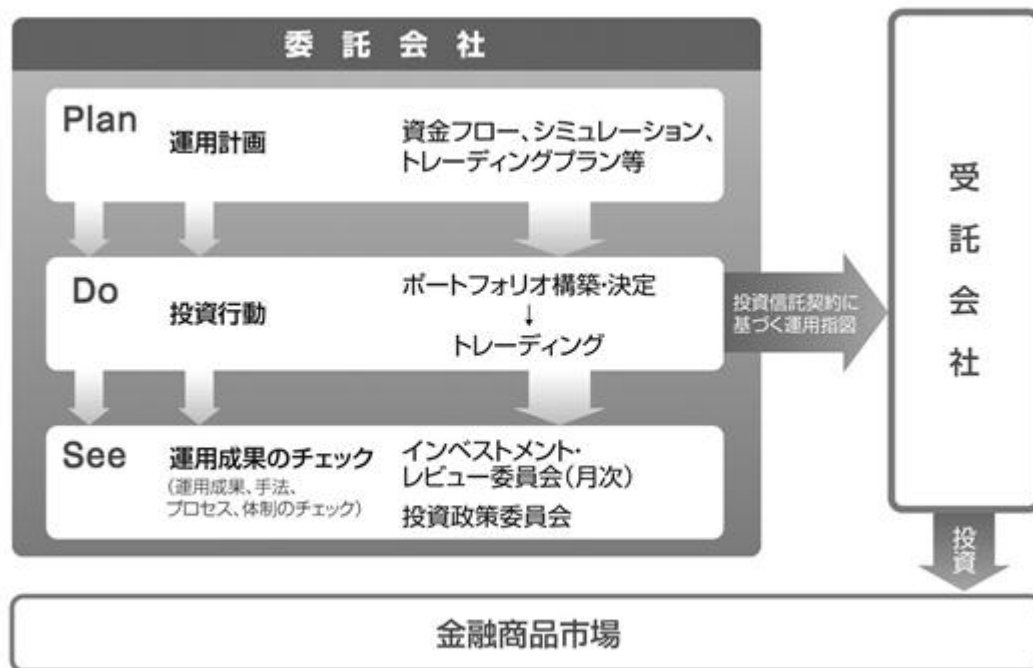 委託会社
Plan
運用計画
資金フロー、シミュレーション、
トレーディングプラン等
Do
投資行動
ポートフォリオ構築・決定
↓
トレーディング
See
運用成果のチェック
(運用成果、手法、
プロセス、体制のチェック)
インベストメント・
レビュー委員会(月次)
投資政策委員会
投資信託契約に
基づく運用指図
受託会社
投資
金融商品市場